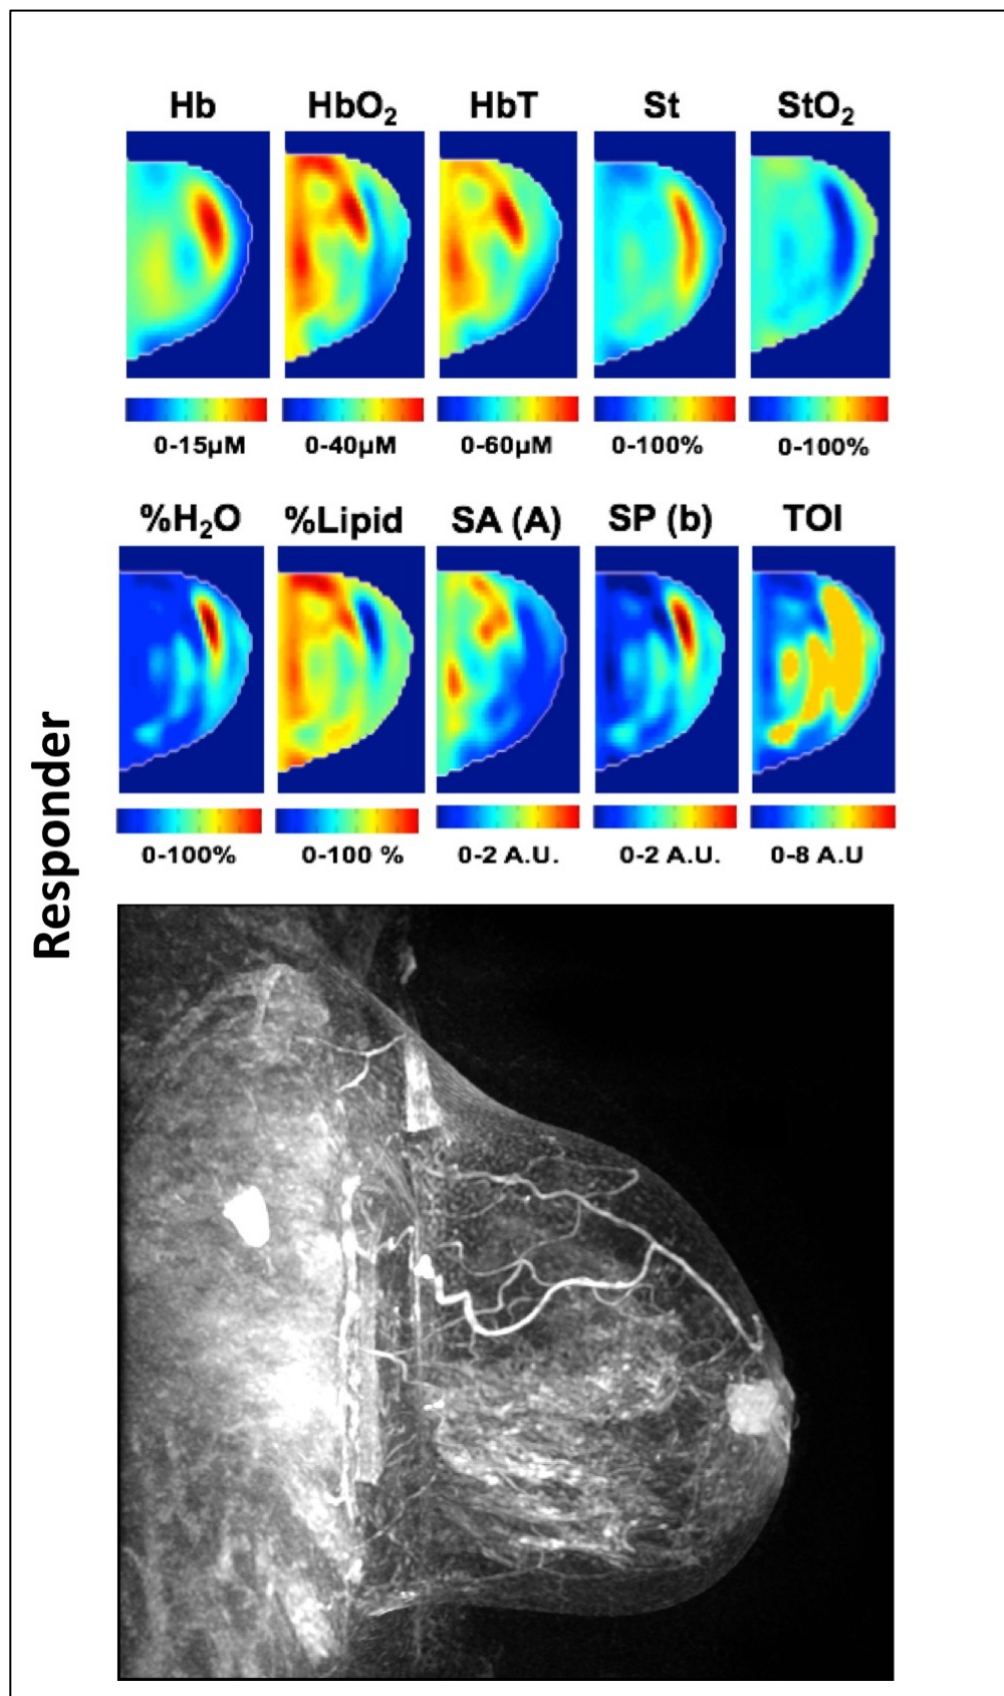 Hb HbO₂ HbT St StO₂
0-15µM 0-40µM 0-60µM 0-100% 0-100%
%H₂O %Lipid SA (A) SP (b) TOI
0-100% 0-100 % 0-2 A.U. 0-2 A.U. 0-8 A.U
Responder